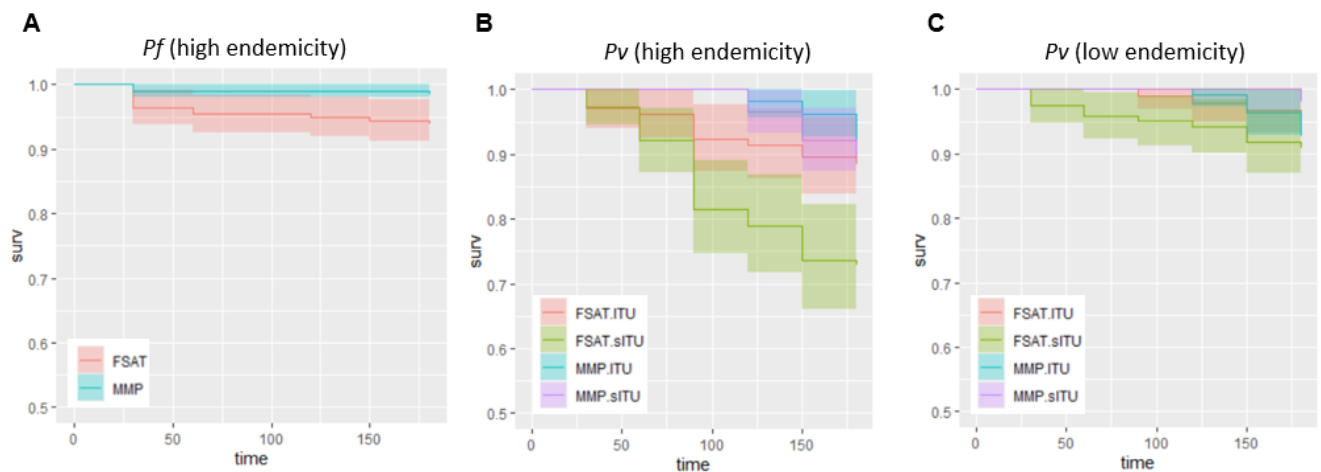 A
Pf (high endemicity)
surv
1.0
0.9
0.8
0.7
0.6
0.5
FSAT
MMP
0
50
100
150
time
B
Pv (high endemicity)
surv
1.0
0.9
0.8
0.7
0.6
0.5
FSAT.ITU
FSAT.sITU
MMP.ITU
MMP.sITU
0
50
100
150
time
C
Pv (low endemicity)
surv
1.0
0.9
0.8
0.7
0.6
0.5
FSAT.ITU
FSAT.sITU
MMP.ITU
MMP.sITU
0
50
100
150
time